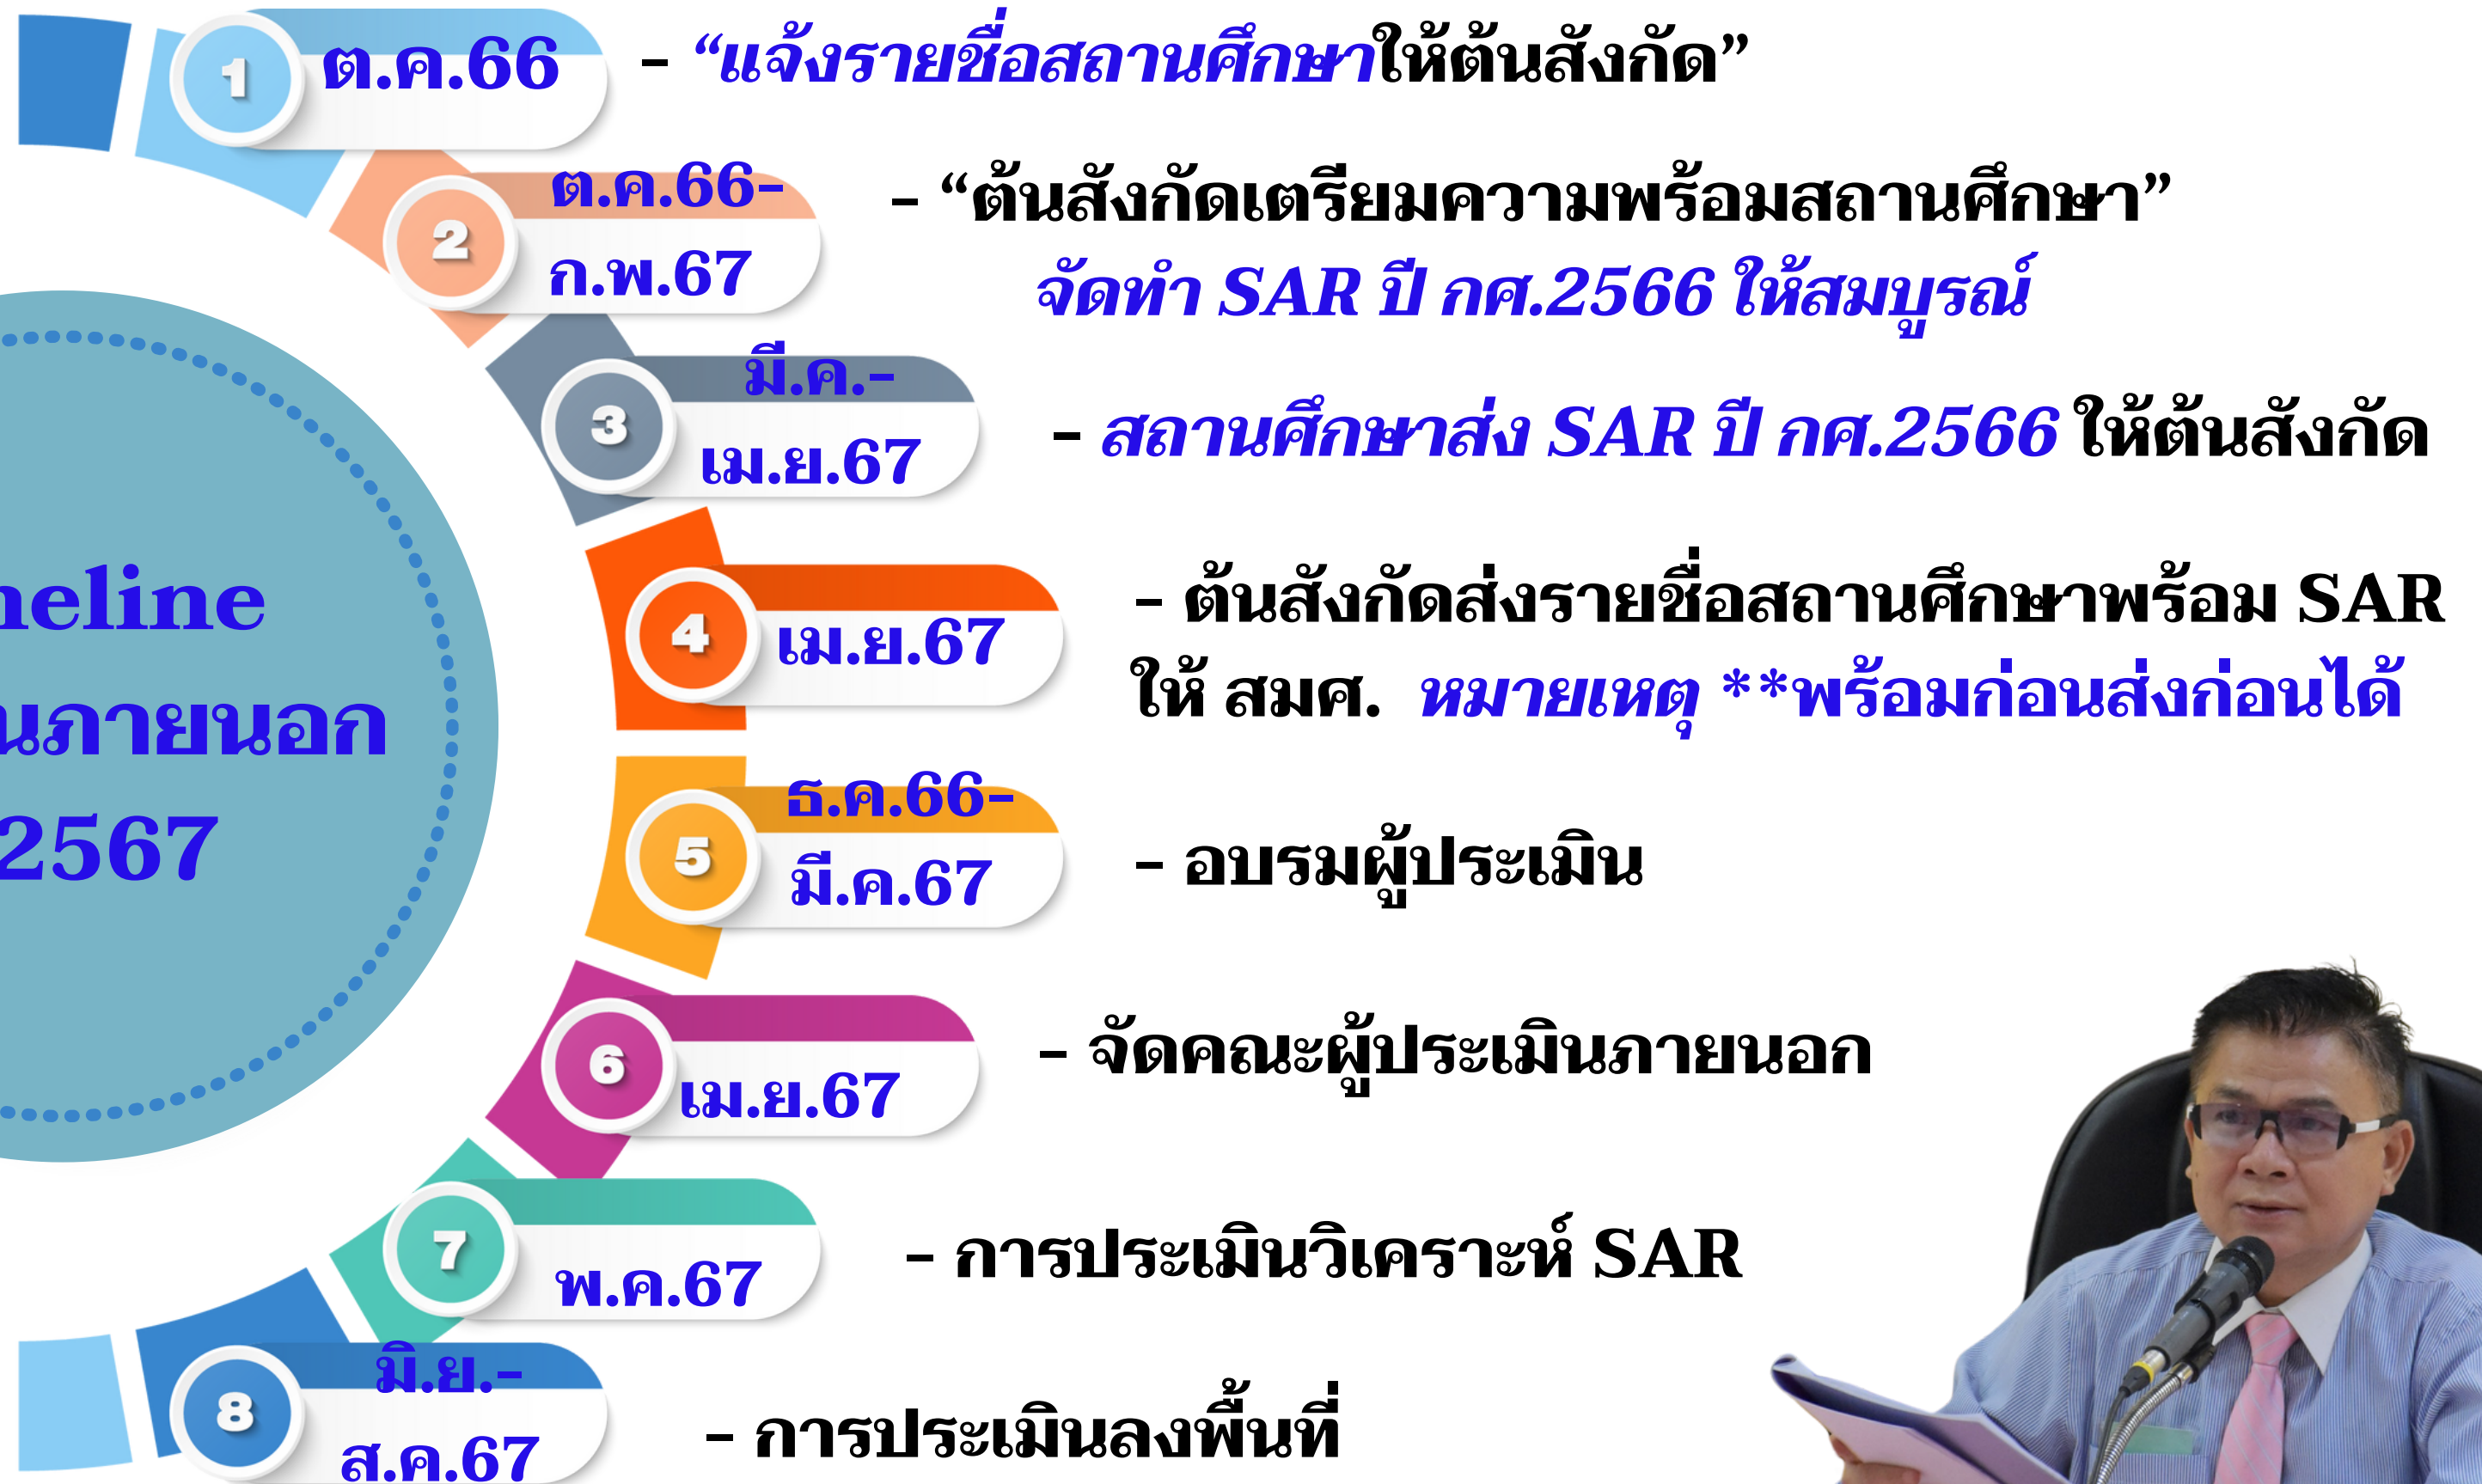 1 ต.ค.66 - “แจ้งรายชื่อสถานศึกษาให้ต้นสังกัด”
2 ต.ค.66-
ก.พ.67
- “ต้นสังกัดเตรียมความพร้อมสถานศึกษา”
จัดทำ SAR ปี กศ.2566 ให้สมบูรณ์
3 มี.ค.-
เม.ย.67
- สถานศึกษาส่ง SAR ปี กศ.2566 ให้ต้นสังกัด
4 เม.ย.67
- ต้นสังกัดส่งรายชื่อสถานศึกษาพร้อม SAR
ให้ สมศ. หมายเหตุ **พร้อมก่อนส่งก่อนได้
5 ธ.ค.66-
มี.ค.67
- อบรมผู้ประเมิน
6 เม.ย.67
- จัดคณะผู้ประเมินภายนอก
7 พ.ค.67
- การประเมินวิเคราะห์ SAR
8 มิ.ย.-
ส.ค.67
- การประเมินลงพื้นที่
neline
นภายนอก
2567